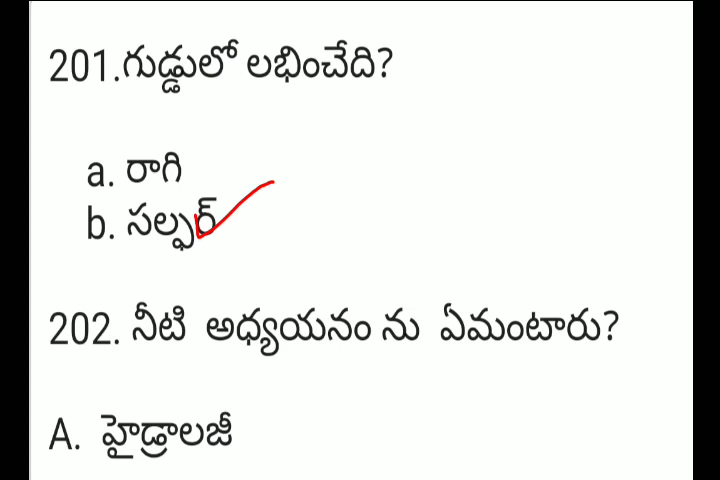 201.గుడ్డులో లభించేది?
a. రాగి
b. సల్ఫర్
202. నీటి అధ్యయనం ను ఏమంటారు?
A. హైడ్రాలజీ